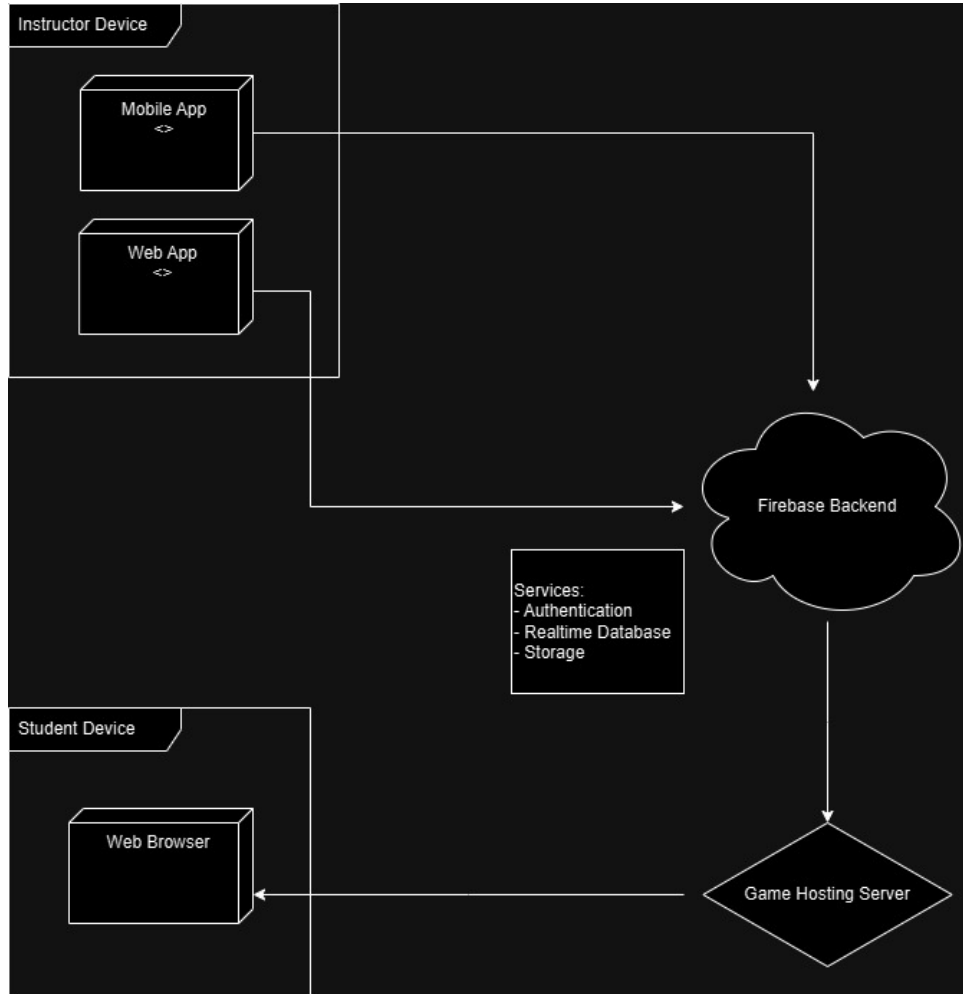 Instructor Device
Mobile App
<>
Web App
<>
Firebase Backend
Services:
- Authentication
- Realtime Database
- Storage
Student Device
Web Browser
Game Hosting Server